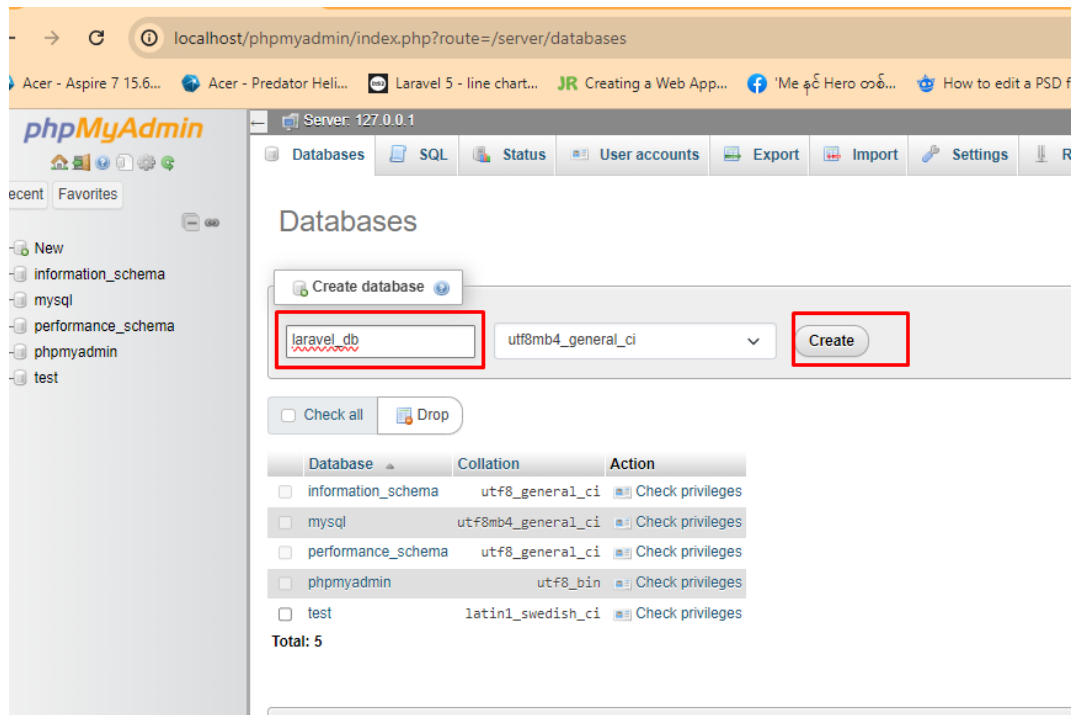 localhost/phpmyadmin/index.php?route=/server/databases
Acer - Aspire 7 15.6... Acer - Predator Heli... Laravel 5 - line chart... JR Creating a Web App... 'Me နှင့် Hero တစ်... How to edit a PSD f
phpMyAdmin
ecent Favorites
New
information_schema
mysql
performance_schema
phpmyadmin
test
Server: 127.0.0.1
Databases SQL Status User accounts Export Import Settings R
Databases
Create database
laravel_db utf8mb4_general_ci Create
Check all Drop
Database Collation Action
information_schema utf8_general_ci Check privileges
mysql utf8mb4_general_ci Check privileges
performance_schema utf8_general_ci Check privileges
phpmyadmin utf8_bin Check privileges
test latin1_swedish_ci Check privileges
Total: 5